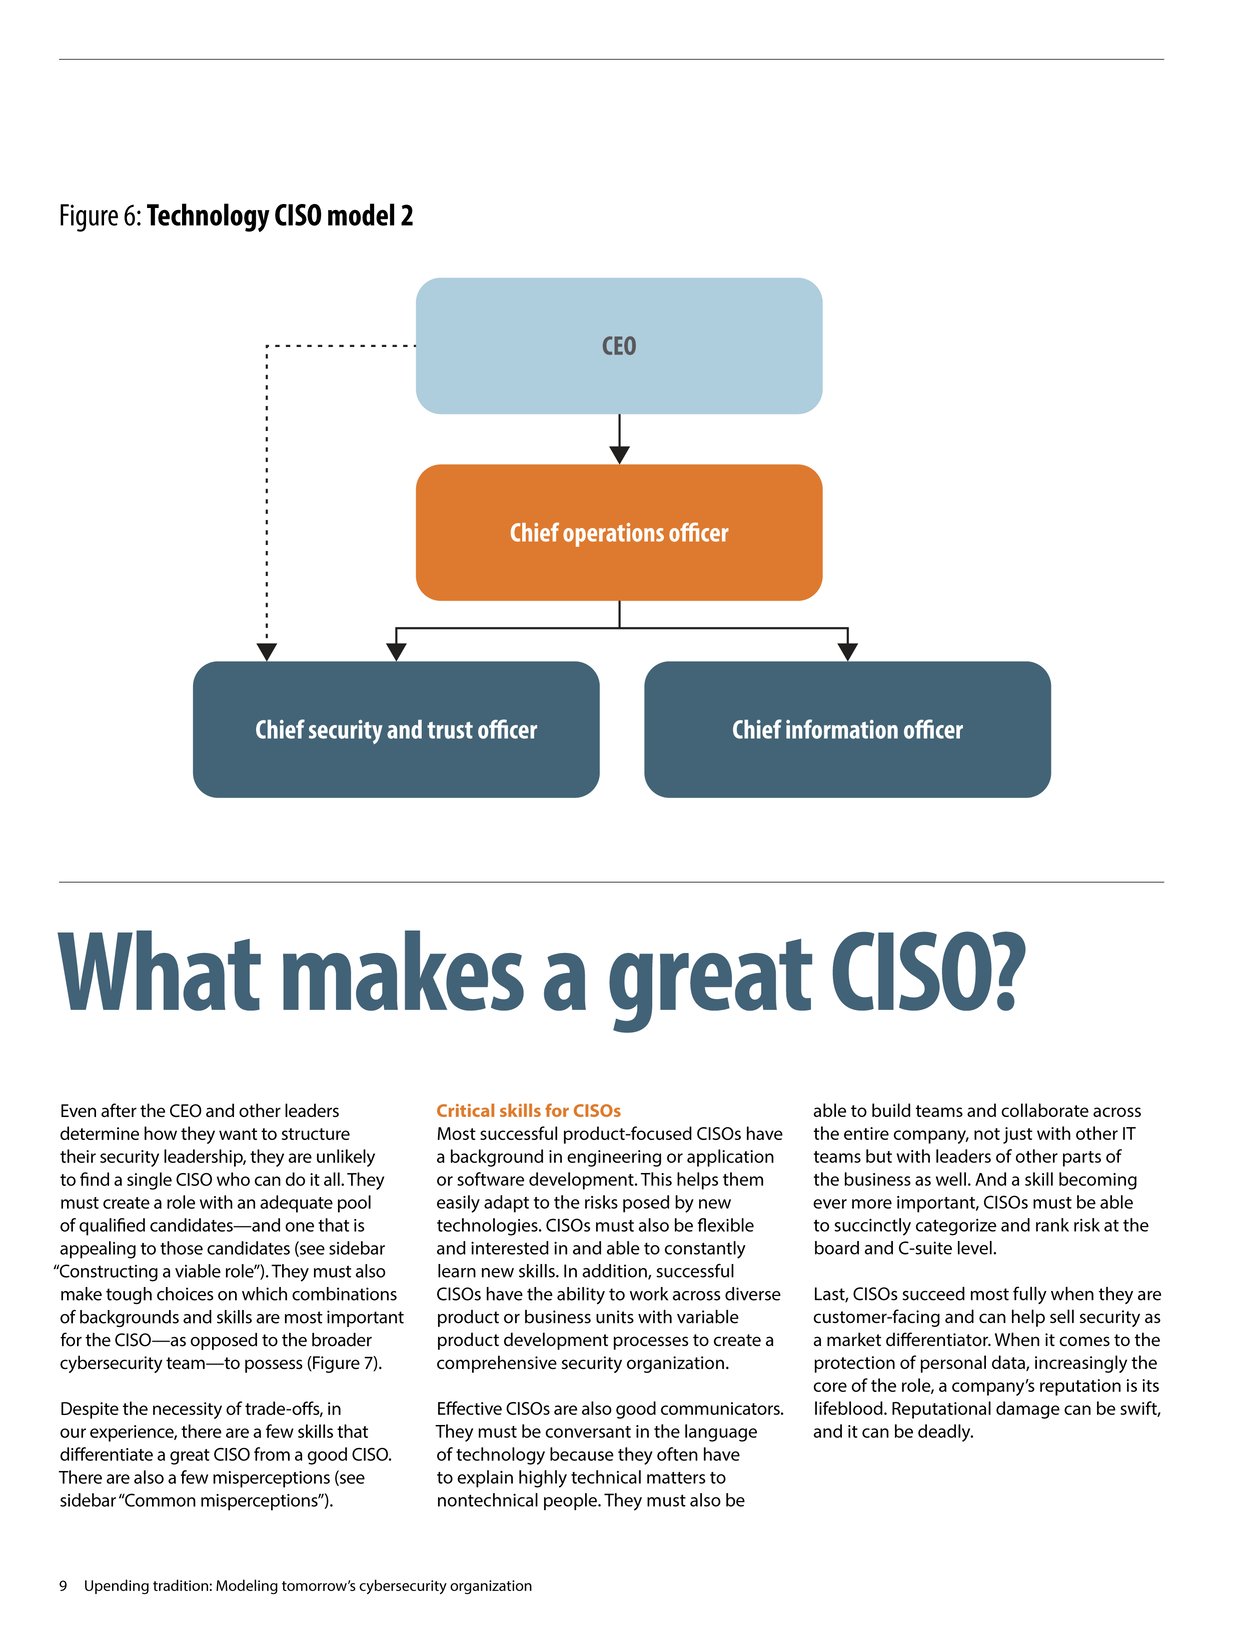 Figure 6: Technology CISO model 2
CEO
Chief operations officer
Chief security and trust officer
Chief information officer
What makes a great CISO?
Even after the CEO and other leaders
determine how they want to structure
their security leadership, they are unlikely
to find a single CISO who can do it all. They
must create a role with an adequate pool
of qualified candidates—and one that is
appealing to those candidates (see sidebar
“Constructing a viable role”). They must also
make tough choices on which combinations
of backgrounds and skills are most important
for the CISO—as opposed to the broader
cybersecurity team—to possess (Figure 7).
Despite the necessity of trade-offs, in
our experience, there are a few skills that
differentiate a great CISO from a good CISO.
There are also a few misperceptions (see
sidebar “Common misperceptions”).
Critical skills for CISOs
Most successful product-focused CISOs have
a background in engineering or application
or software development. This helps them
easily adapt to the risks posed by new
technologies. CISOs must also be flexible
and interested in and able to constantly
learn new skills. In addition, successful
CISOs have the ability to work across diverse
product or business units with variable
product development processes to create a
comprehensive security organization.
Effective CISOs are also good communicators.
They must be conversant in the language
of technology because they often have
to explain highly technical matters to
nontechnical people. They must also be
able to build teams and collaborate across
the entire company, not just with other IT
teams but with leaders of other parts of
the business as well. And a skill becoming
ever more important, CISOs must be able
to succinctly categorize and rank risk at the
board and C-suite level.
Last, CISOs succeed most fully when they are
customer-facing and can help sell security as
a market differentiator. When it comes to the
protection of personal data, increasingly the
core of the role, a company’s reputation is its
lifeblood. Reputational damage can be swift,
and it can be deadly.
9 Upending tradition: Modeling tomorrow’s cybersecurity organization